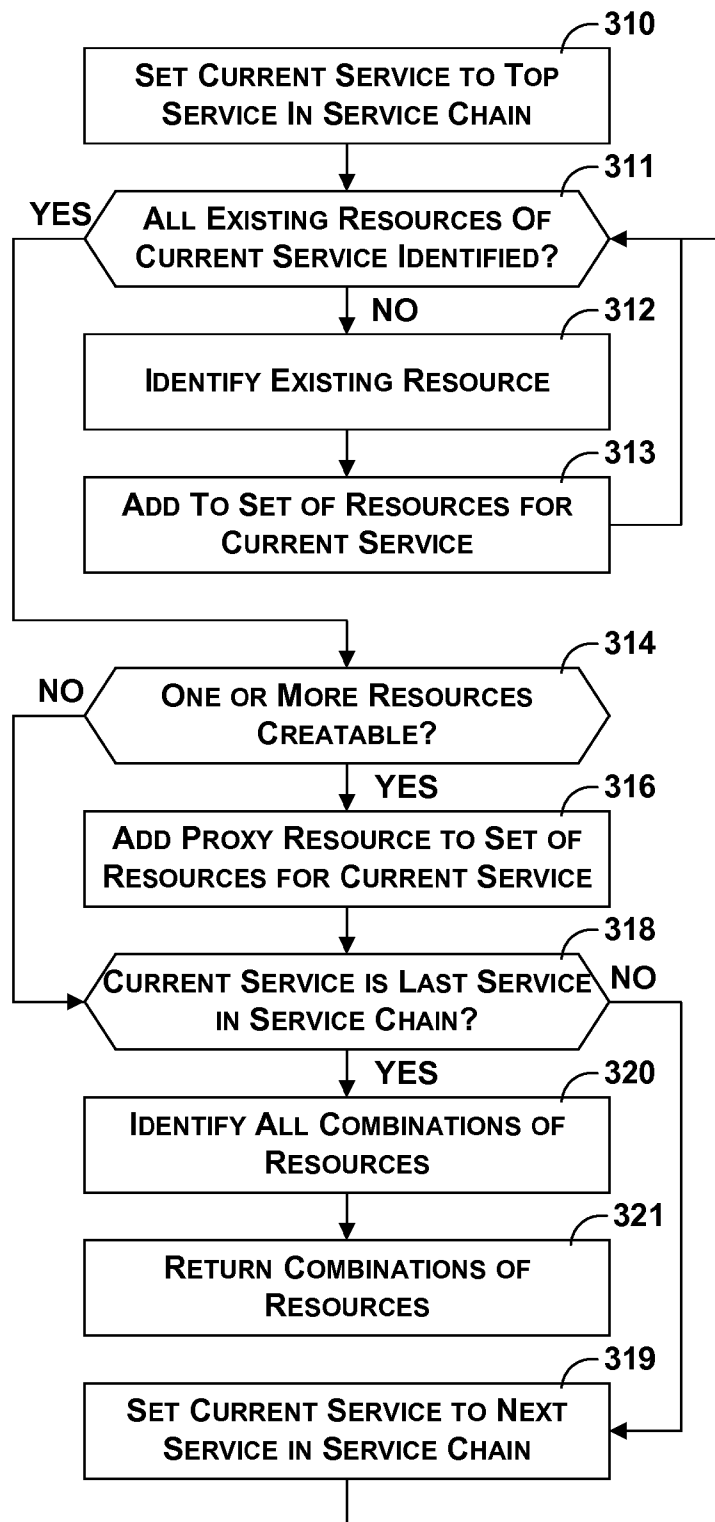 310
SET CURRENT SERVICE TO TOP
SERVICE IN SERVICE CHAIN
311
YES
ALL EXISTING RESOURCES OF
CURRENT SERVICE IDENTIFIED?
NO
312
IDENTIFY EXISTING RESOURCE
313
ADD TO SET OF RESOURCES FOR
CURRENT SERVICE
314
NO
ONE OR MORE RESOURCES
CREATABLE?
YES
316
ADD PROXY RESOURCE TO SET OF
RESOURCES FOR CURRENT SERVICE
318
CURRENT SERVICE IS LAST SERVICE
IN SERVICE CHAIN?
NO
YES
320
IDENTIFY ALL COMBINATIONS OF
RESOURCES
321
RETURN COMBINATIONS OF
RESOURCES
319
SET CURRENT SERVICE TO NEXT
SERVICE IN SERVICE CHAIN